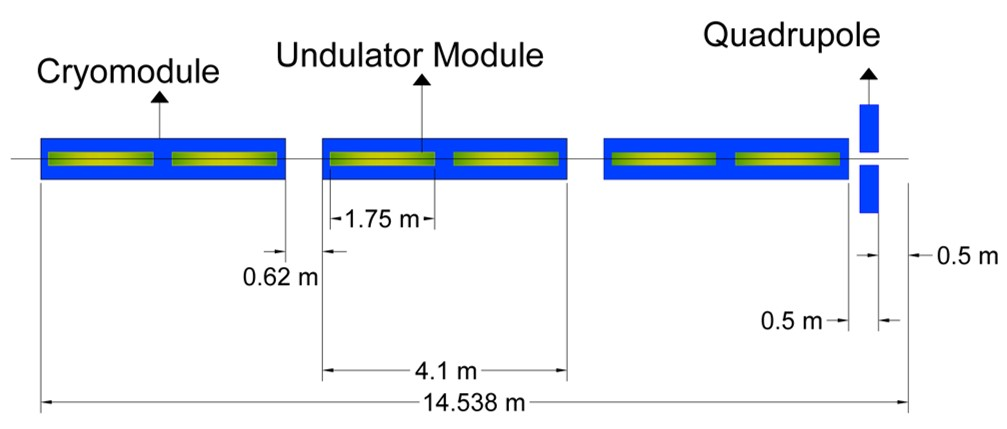 Quadrupole
Undulator Module
Cryomodule
1.75 m
0.62 m
0.5 m
0.5 m
4.1 m
14.538 m